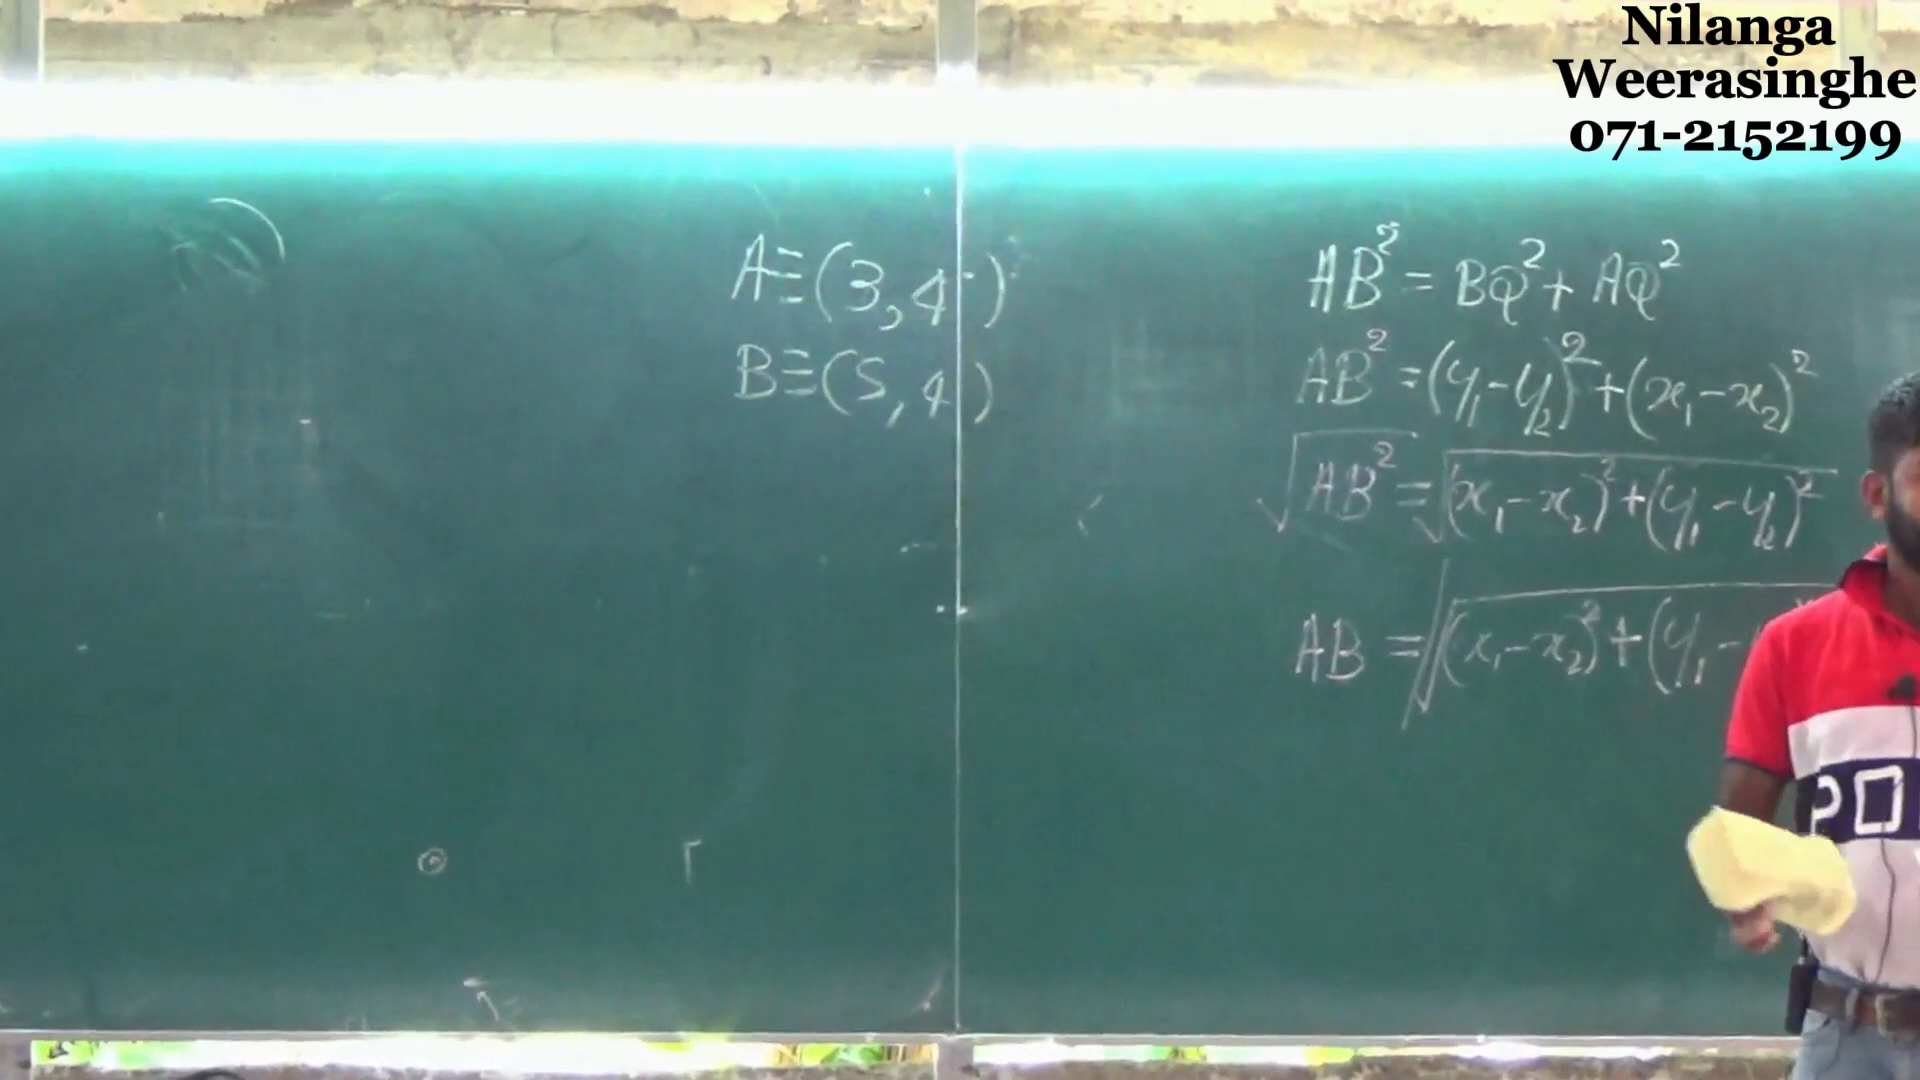 Nilanga
Weerasinghe
071-2152199
A≡(3,4)
B≡(5,4)
AB² = BQ² + AQ²
AB² = (y₁-y₂)² + (x₁-x₂)²
√AB² = √(x₁-x₂)² + (y₁-y₂)²
AB = √(x₁-x₂)² + (y₁-
20